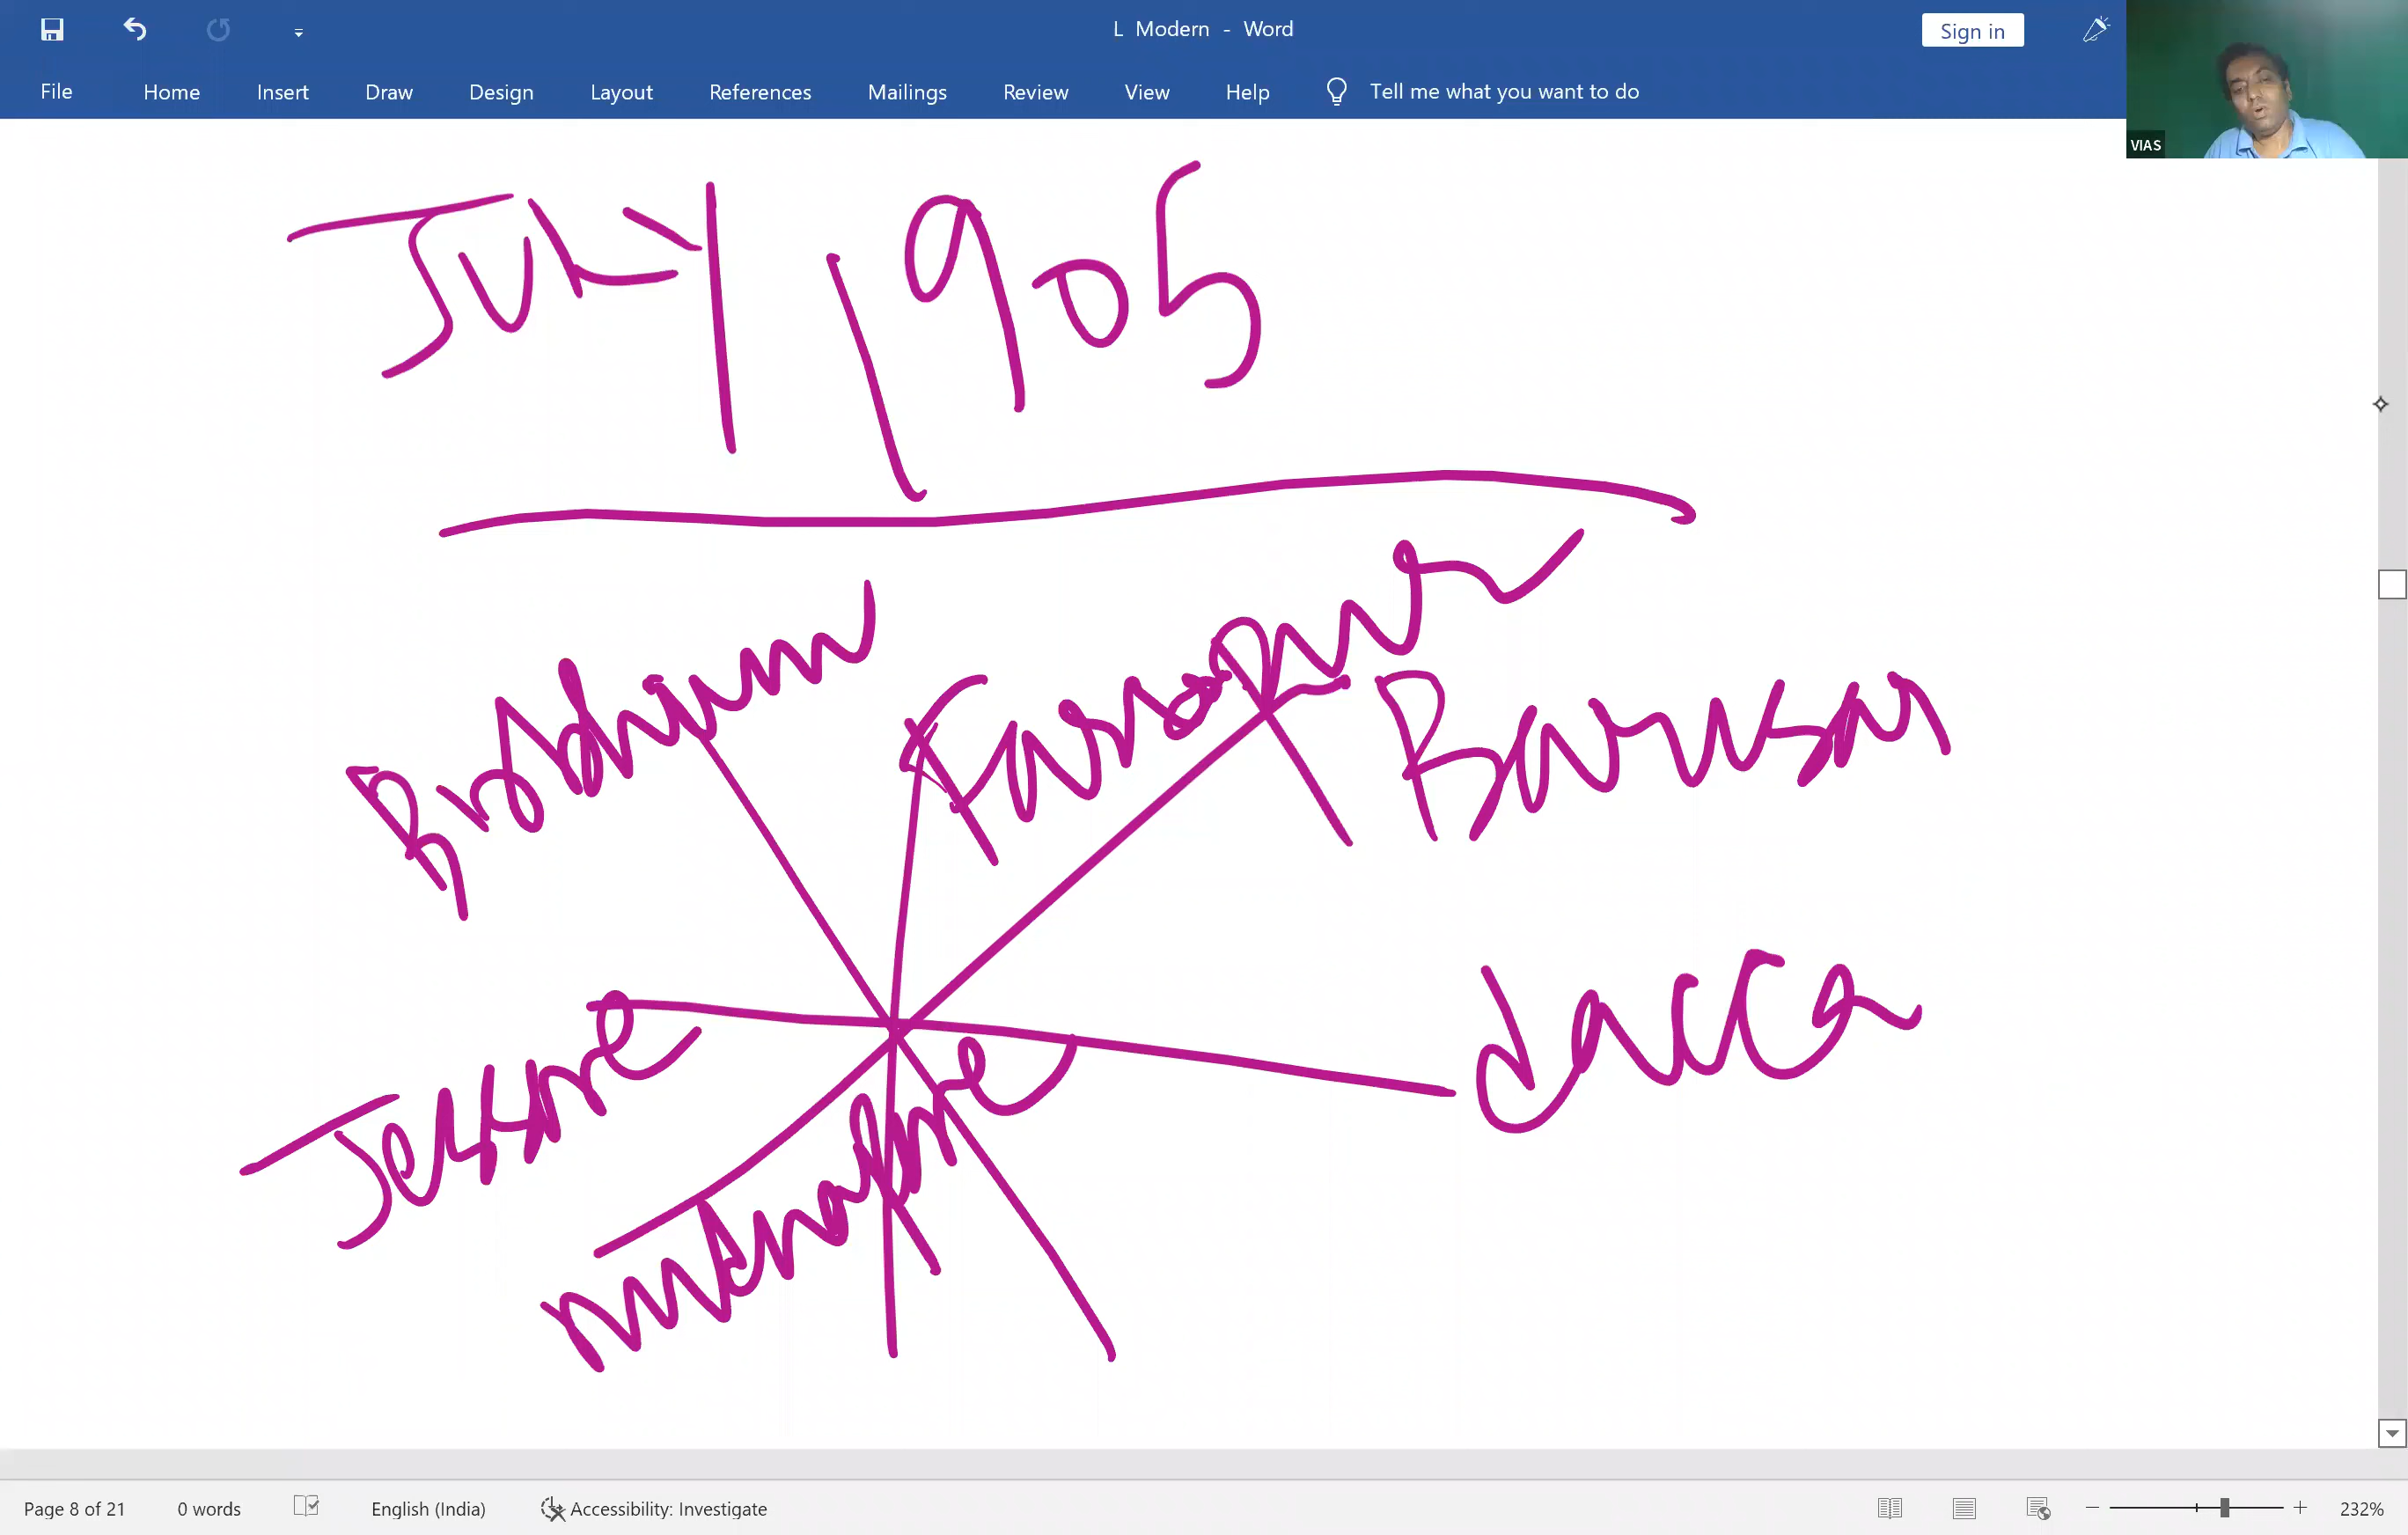 L Modern - Word
Sign in
File Home Insert Draw Design Layout References Mailings Review View Help Tell me what you want to do
VIAS
July 1905
Birbhum
Faridpur
Barisal
Jessore
dacca
midnapore
Page 8 of 21 0 words English (India) Accessibility: Investigate 232%